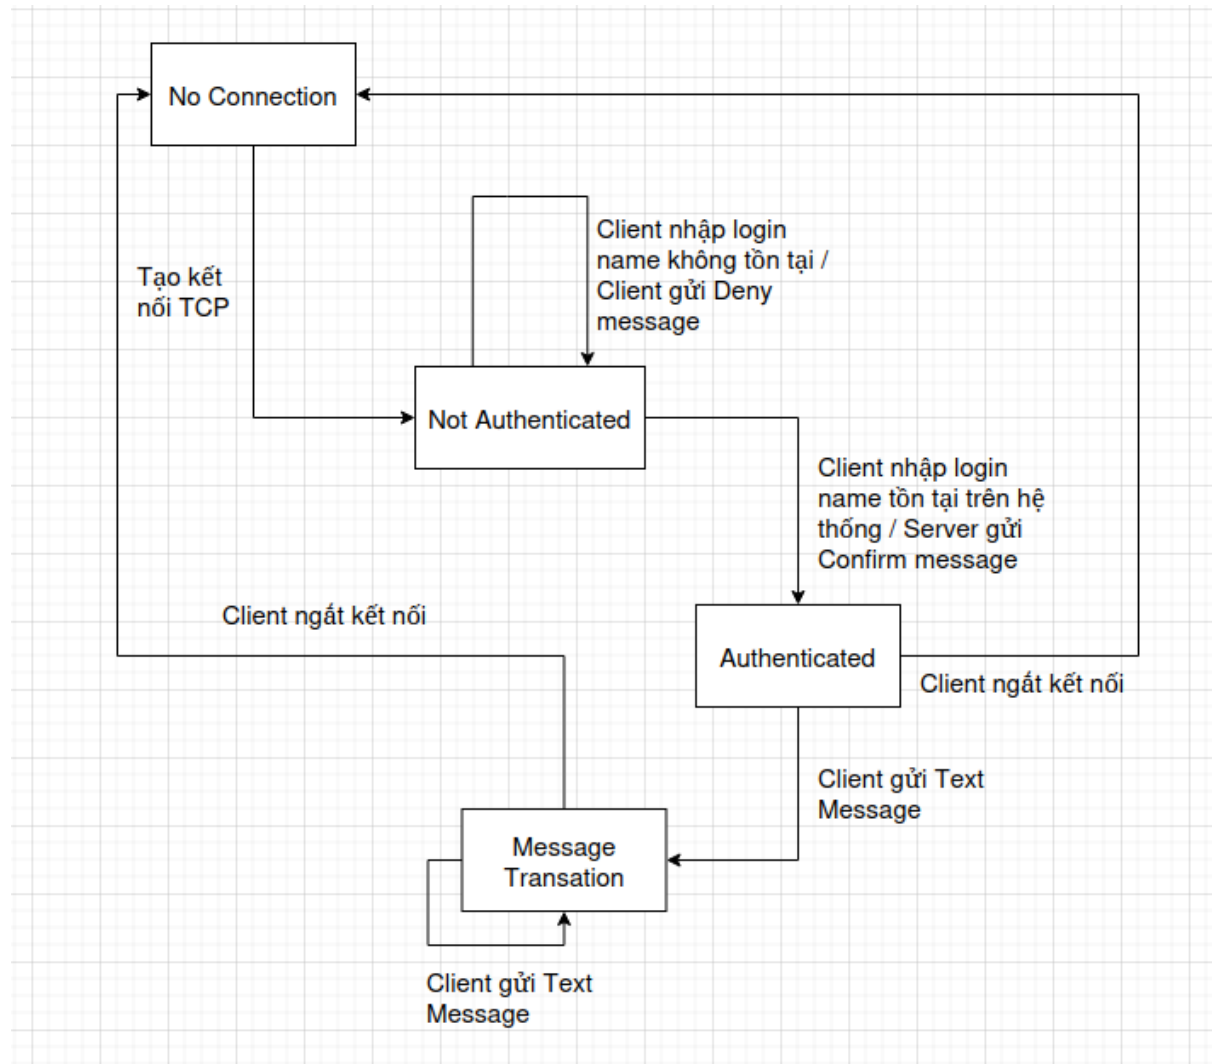 No Connection
Tạo kết
nối TCP
Client nhập login
name không tồn tại /
Client gửi Deny
message
Not Authenticated
Client nhập login
name tồn tại trên hệ
thống / Server gửi
Confirm message
Client ngắt kết nối
Authenticated
Client ngắt kết nối
Client gửi Text
Message
Message
Transation
Client gửi Text
Message